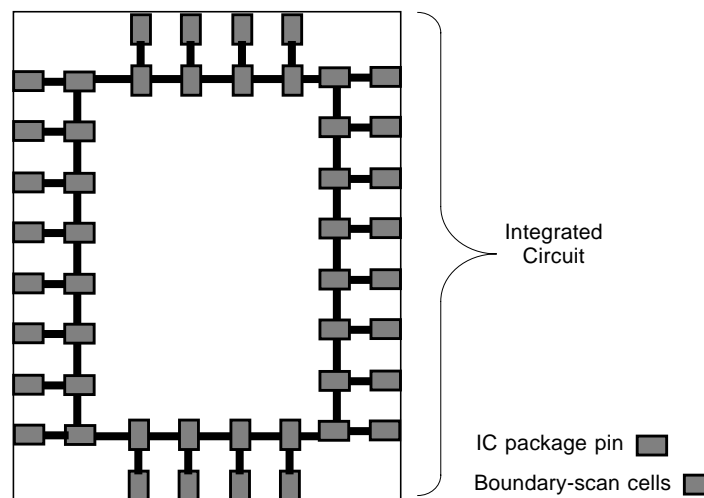 Integrated
Circuit
IC package pin
Boundary-scan cells